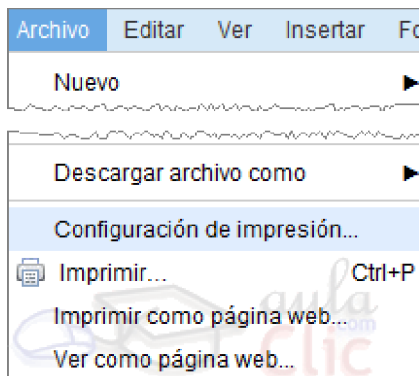 Archivo Editar Ver Insertar Fo
Nuevo
Descargar archivo como
Configuración de impresión...
Imprimir... Ctrl+P
Imprimir como página web...
Ver como página web...
aula
clic
.com